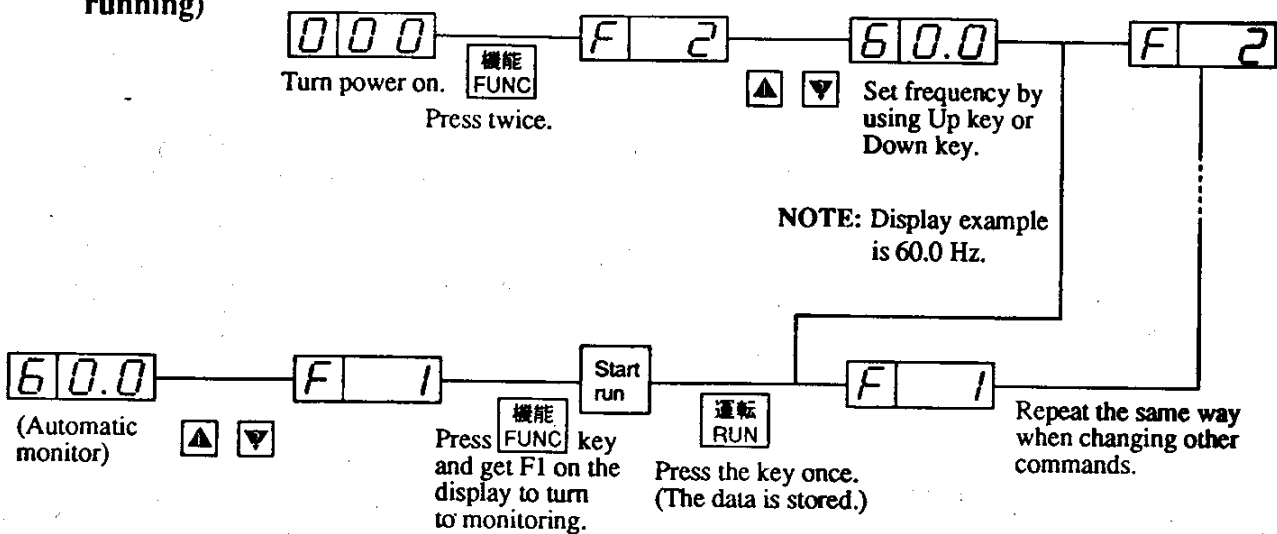 running)
000
F 2
60.0
F 2
Turn power on.
機能
FUNC
Press twice.
Set frequency by
using Up key or
Down key.
NOTE: Display example
is 60.0 Hz.
60.0
F 1
Start
run
F 1
(Automatic
monitor)
Press 機能 FUNC key
and get F1 on the
display to turn
to monitoring.
運転
RUN
Press the key once.
(The data is stored.)
Repeat the same way
when changing other
commands.